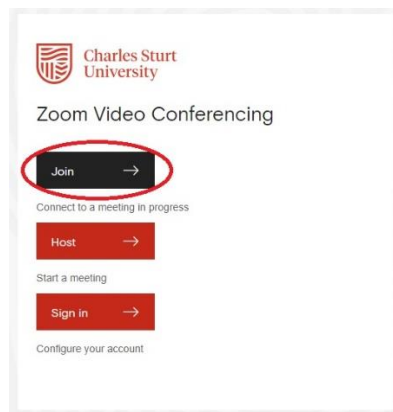 Charles Sturt
University
Zoom Video Conferencing
Join
Connect to a meeting in progress
Host
Start a meeting
Sign in
Configure your account